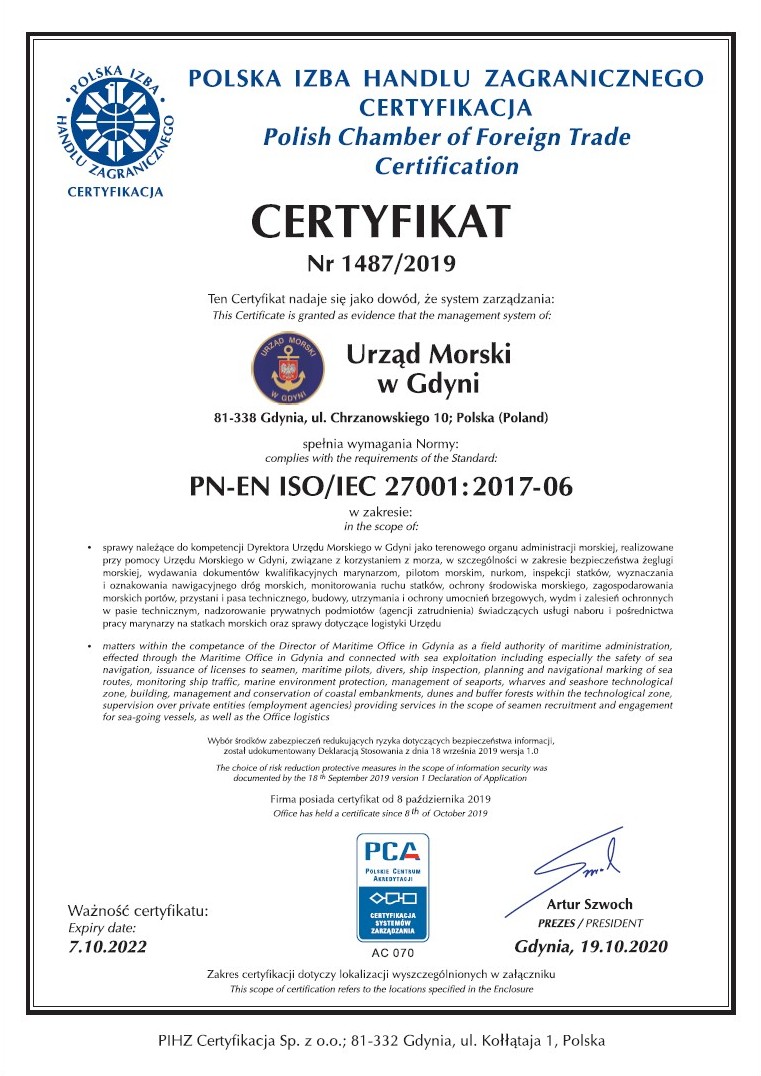 POLSKA IZBA
HANDLU ZAGRANICZNEGO
CERTYFIKACJA
POLSKA IZBA HANDLU ZAGRANICZNEGO
CERTYFIKACJA
Polish Chamber of Foreign Trade
Certification
CERTYFIKAT
Nr 1487/2019
Ten Certyfikat nadaje się jako dowód, że system zarządzania:
This Certificate is granted as evidence that the management system of:
URZĄD MORSKI
W GDYNI
Urząd Morski
w Gdyni
81-338 Gdynia, ul. Chrzanowskiego 10; Polska (Poland)
spełnia wymagania Normy:
complies with the requirements of the Standard:
PN-EN ISO/IEC 27001:2017-06
w zakresie:
in the scope of:
• sprawy należące do kompetencji Dyrektora Urzędu Morskiego w Gdyni jako terenowego organu administracji morskiej, realizowane
przy pomocy Urzędu Morskiego w Gdyni, związane z korzystaniem z morza, w szczególności w zakresie bezpieczeństwa żeglugi
morskiej, wydawania dokumentów kwalifikacyjnych marynarzom, pilotom morskim, nurkom, inspekcji statków, wyznaczania
i oznakowania nawigacyjnego dróg morskich, monitorowania ruchu statków, ochrony środowiska morskiego, zagospodarowania
morskich portów, przystani i pasa technicznego, budowy, utrzymania i ochrony umocnień brzegowych, wydm i zalesień ochronnych
w pasie technicznym, nadzorowanie prywatnych podmiotów (agencji zatrudnienia) świadczących usługi naboru i pośrednictwa
pracy marynarzy na statkach morskich oraz sprawy dotyczące logistyki Urzędu
• matters within the competance of the Director of Maritime Office in Gdynia as a field authority of maritime administration,
effected through the Maritime Office in Gdynia and connected with sea exploitation including especially the safety of sea
navigation, issuance of licenses to seamen, maritime pilots, divers, ship inspection, planning and navigational marking of sea
routes, monitoring ship traffic, marine environment protection, management of seaports, wharves and seashore technological
zone, building, management and conservation of coastal embankments, dunes and buffer forests within the technological zone,
supervision over private entities (employment agencies) providing services in the scope of seamen recruitment and engagement
for sea-going vessels, as well as the Office logistics
Wybór środków zabezpieczeń redukujących ryzyka dotyczących bezpieczeństwa informacji,
został udokumentowany Deklaracją Stosowania z dnia 18 września 2019 wersja 1.0
The choice of risk reduction protective measures in the scope of information security was
documented by the 18 th September 2019 version 1 Declaration of Application
Firma posiada certyfikat od 8 października 2019
Office has held a certificate since 8 th of October 2019
PCA
POLSKIE CENTRUM
AKREDYTACJI
CERTYFIKACJA
SYSTEMÓW
ZARZĄDZANIA
AC 070
Ważność certyfikatu:
Expiry date:
7.10.2022
Artur Szwoch
PREZES / PRESIDENT
Gdynia, 19.10.2020
Zakres certyfikacji dotyczy lokalizacji wyszczególnionych w załączniku
This scope of certification refers to the locations specified in the Enclosure
PIHZ Certyfikacja Sp. z o.o.; 81-332 Gdynia, ul. Kołłątaja 1, Polska